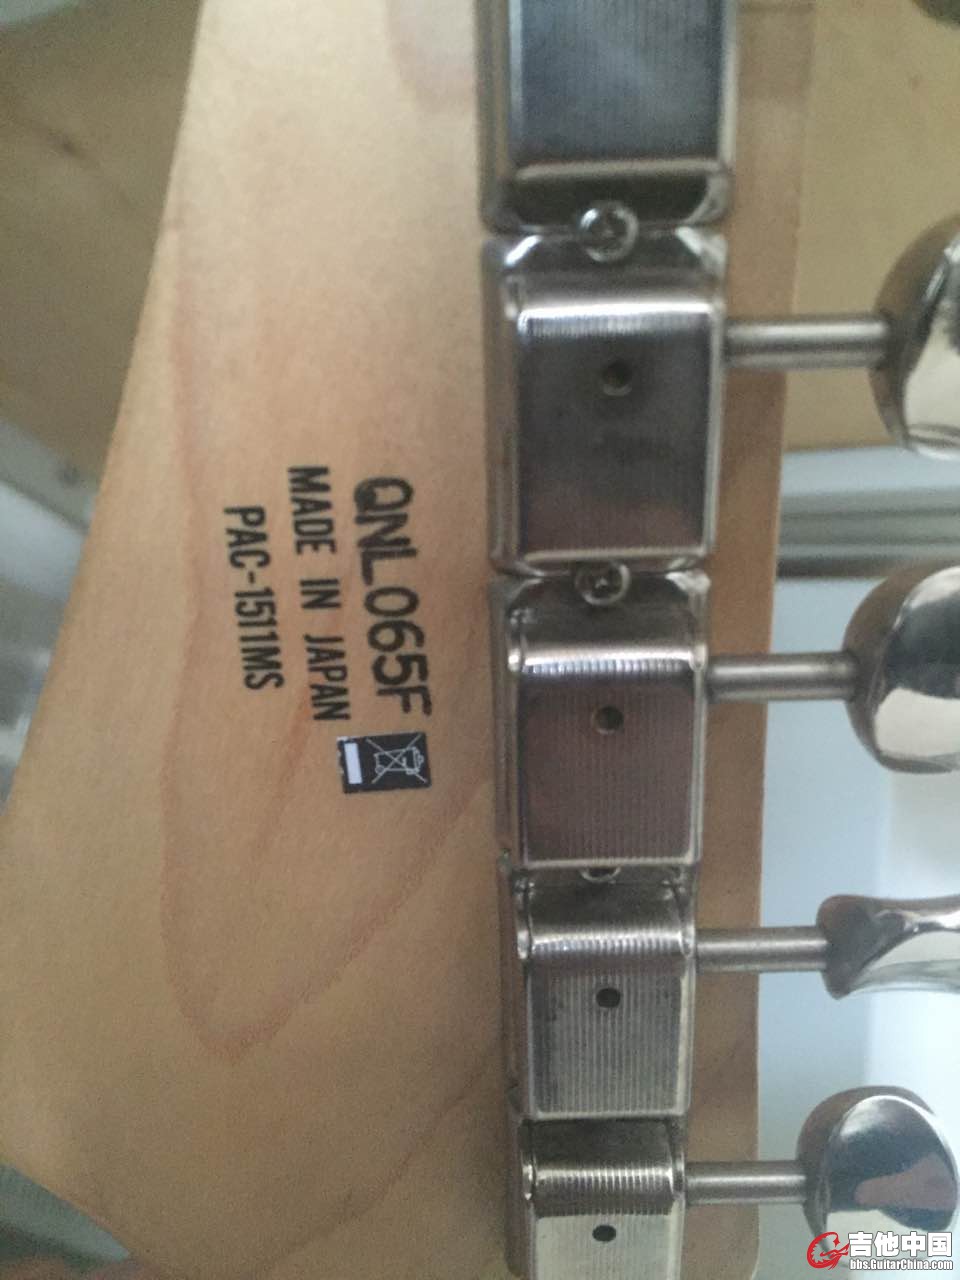 QNL065F
MADE IN JAPAN
PAC-1511MS
吉他中国
bbs.GuitarChina.com